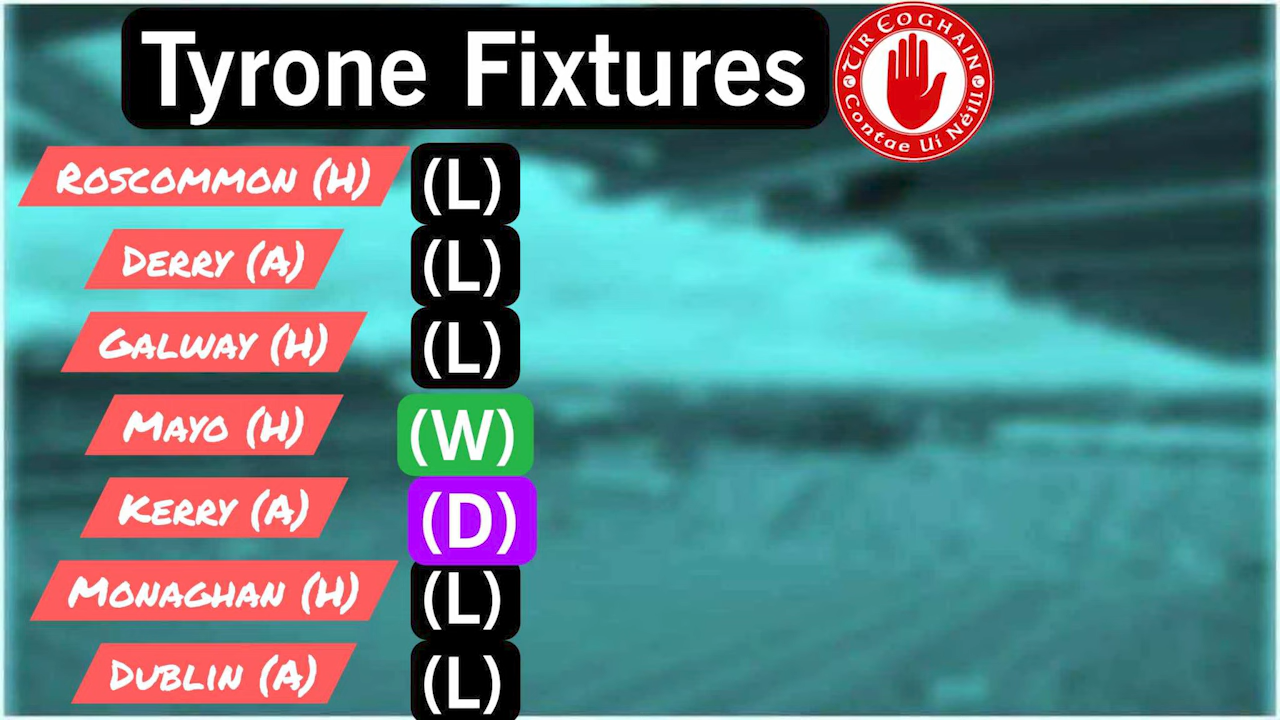 Tyrone Fixtures
TÍR EOGHAIN
Contae Uí Néill
ROSCOMMON (H) (L)
DERRY (A) (L)
GALWAY (H) (L)
MAYO (H) (W)
KERRY (A) (D)
MONAGHAN (H) (L)
DUBLIN (A) (L)